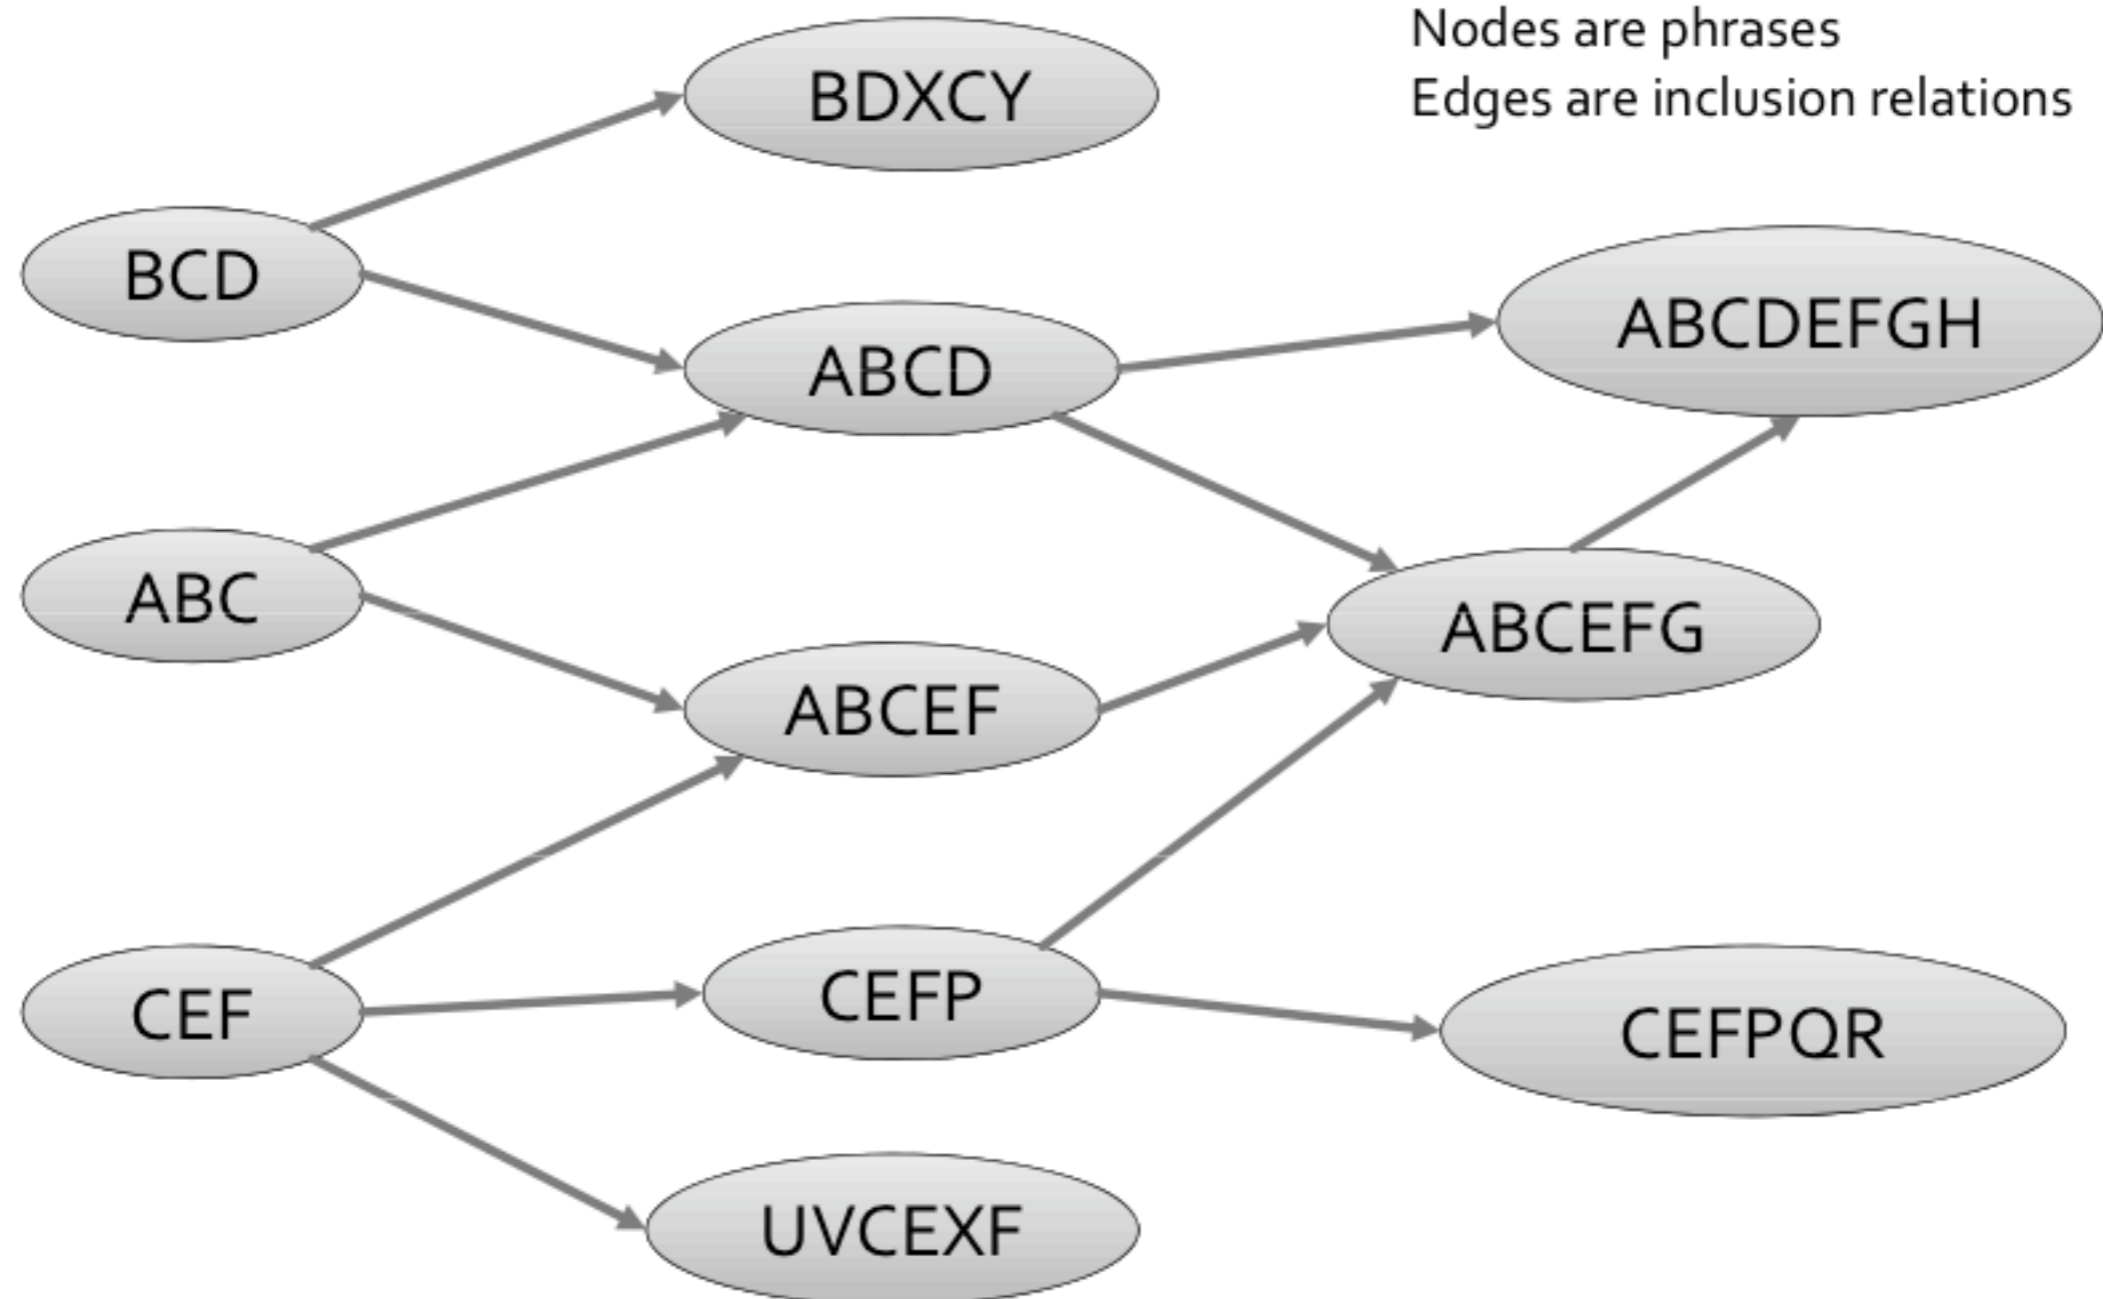 Nodes are phrases
Edges are inclusion relations
BDXCY
BCD
ABCD
ABCDEFGH
ABC
ABCEFG
ABCEF
CEF
CEFP
CEFPQR
UVCEXF